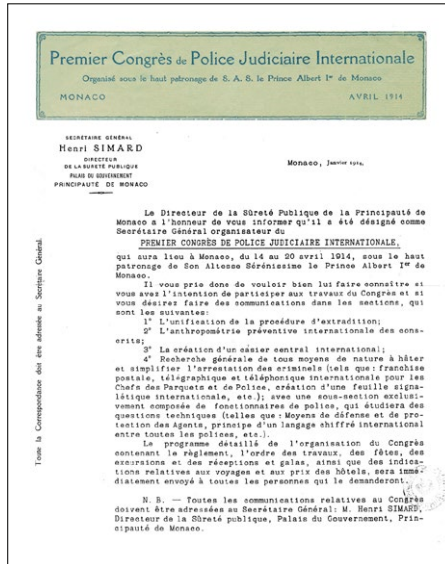 Premier Congrès de Police Judiciaire Internationale
Organisé sous le haut patronage de S. A. S. le Prince Albert Iᵉʳ de Monaco
MONACO AVRIL 1914
SECRÉTAIRE GÉNÉRAL
Henri SIMARD
DIRECTEUR
DE LA SURETÉ PUBLIQUE
PALAIS DU GOUVERNEMENT
PRINCIPAUTÉ DE MONACO
Monaco, Janvier 1914.
Le Directeur de la Sûreté Publique de la Principauté de
Monaco a l'honneur de vous informer qu'il a été désigné comme
Secrétaire Général organisateur du
PREMIER CONGRÈS DE POLICE JUDICIAIRE INTERNATIONALE,
qui aura lieu à Monaco, du 14 au 20 avril 1914, sous le haut
patronage de Son Altesse Sérénissime le Prince Albert Iᵉʳ de
Monaco.
Il vous prie donc de vouloir bien lui faire connaître si
vous avez l'intention de participer aux travaux du Congrès et si
vous désirez faire des communications dans les sections, qui
sont les suivantes:
1° L'unification de la procédure d'extradition;
2° L'anthropométrie préventive internationale des cons-
crits;
3° La création d'un casier central international;
4° Recherche générale de tous moyens de nature à hâter
et simplifier l'arrestation des criminels (tels que: franchise
postale, télégraphique et téléphonique internationale pour les
Chefs des Parquets et de Police, création d'une feuille signa-
létique internationale, etc.); avec une sous-section exclusi-
vement composée de fonctionnaires de police, qui étudiera des
questions techniques (telles que: Moyens de défense et de pro-
tection des Agents, principe d'un langage chiffré international
entre toutes les polices, etc.).
Le programme détaillé de l'organisation du Congrès
contenant le règlement, l'ordre des travaux, des fêtes, des
excursions et des réceptions et galas, ainsi que des indica-
tions relatives aux voyages et aux prix des hôtels, sera immé-
diatement envoyé à toutes les personnes qui le demanderont.
N. B. — Toutes les communications relatives au Congrès
doivent être adressées au Secrétaire Général: M. Henri SIMARD,
Directeur de la Sûreté publique, Palais du Gouvernement, Prin-
cipauté de Monaco.
Toute la Correspondance doit être adressée au Secrétaire Général.